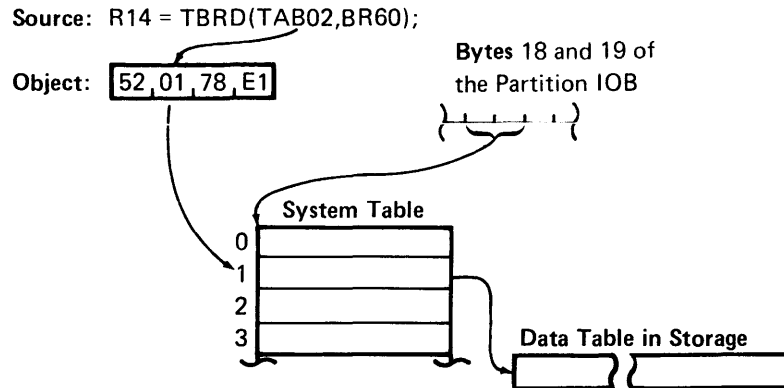 Source: R14 = TBRD(TAB02,BR60);
Bytes 18 and 19 of
the Partition IOB
Object: 52 01 78 E1
System Table
0
1
2
3
Data Table in Storage